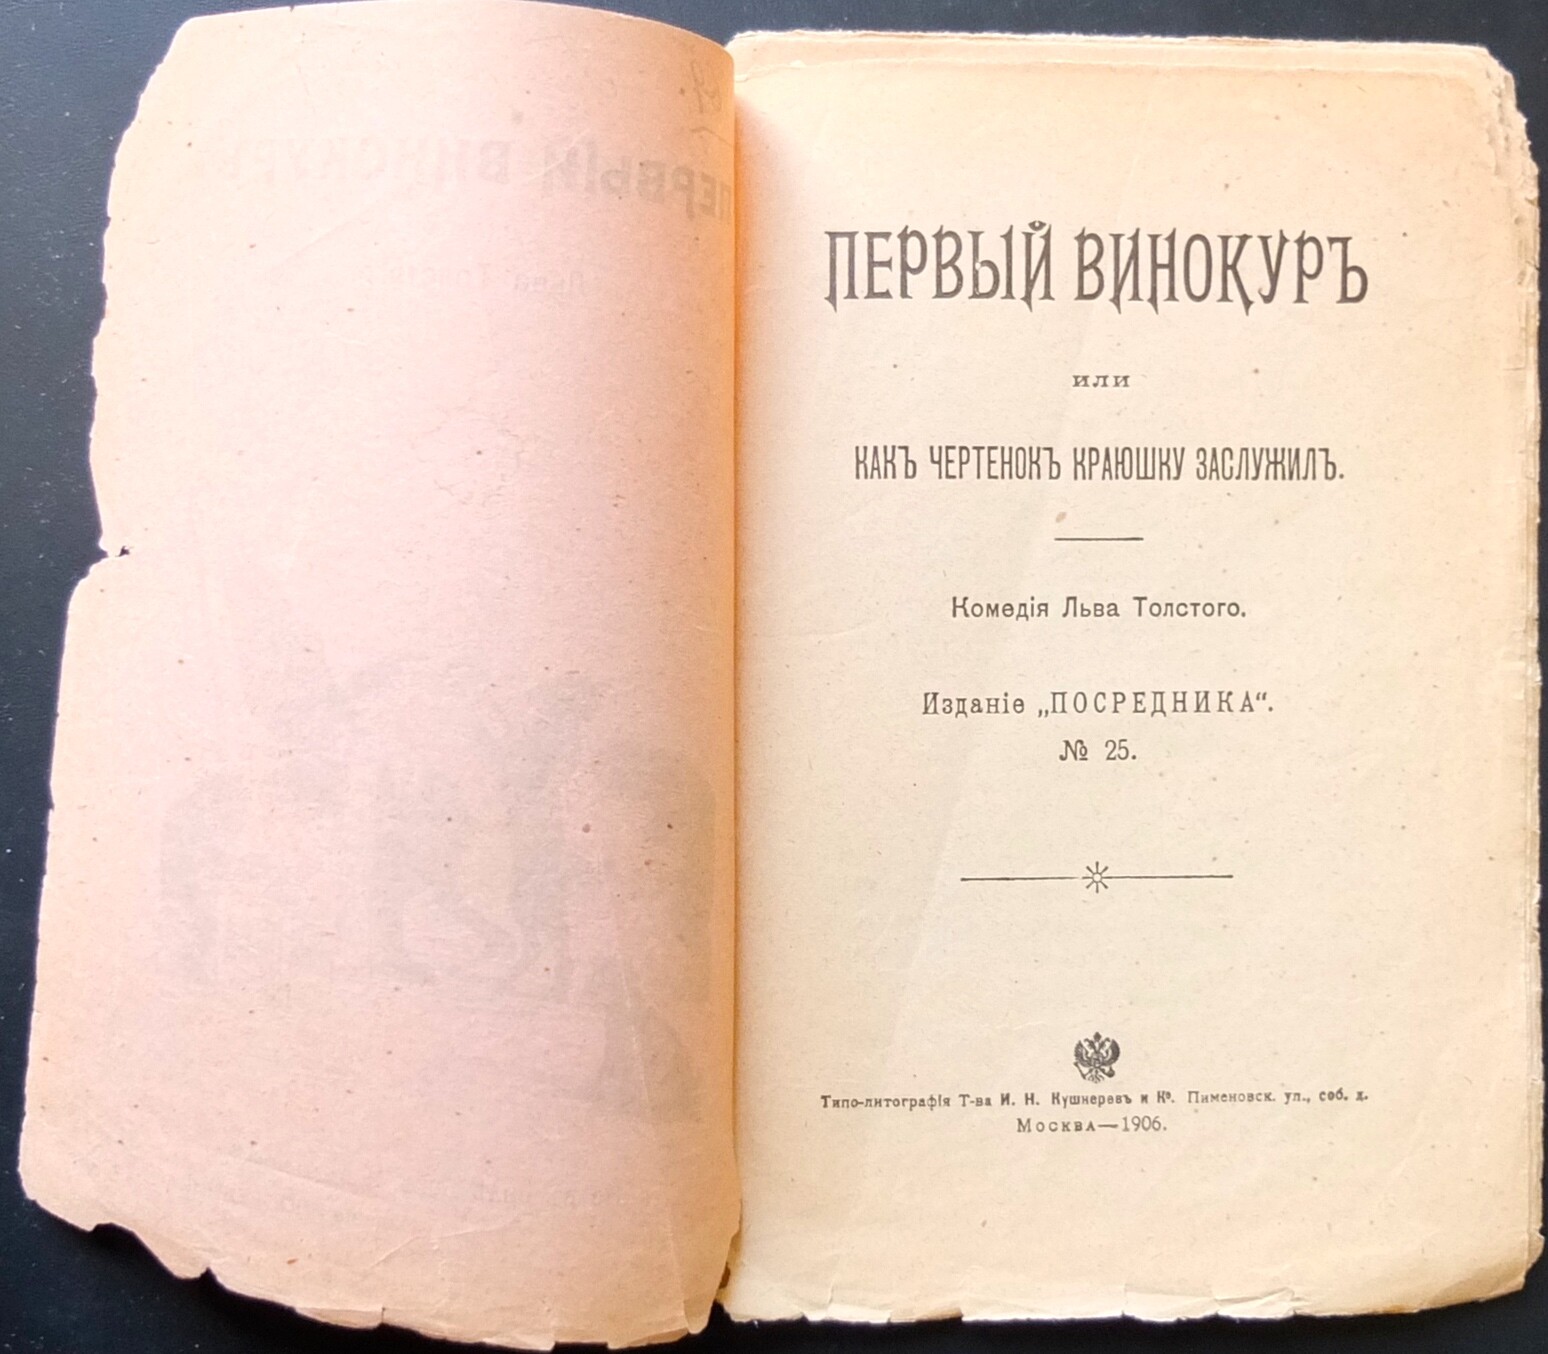 ПЕРВЫЙ ВИНОКУРЪ
или
КАКЪ ЧЕРТЕНОКЪ КРАЮШКУ ЗАСЛУЖИЛЪ.
Комедія Льва Толстого.
Изданіе „ПОСРЕДНИКА“.
№ 25.
Типо-литографія Т-ва И. Н. Кушнеревъ и Кº. Пименовск. ул., соб. д.
Москва—1906.